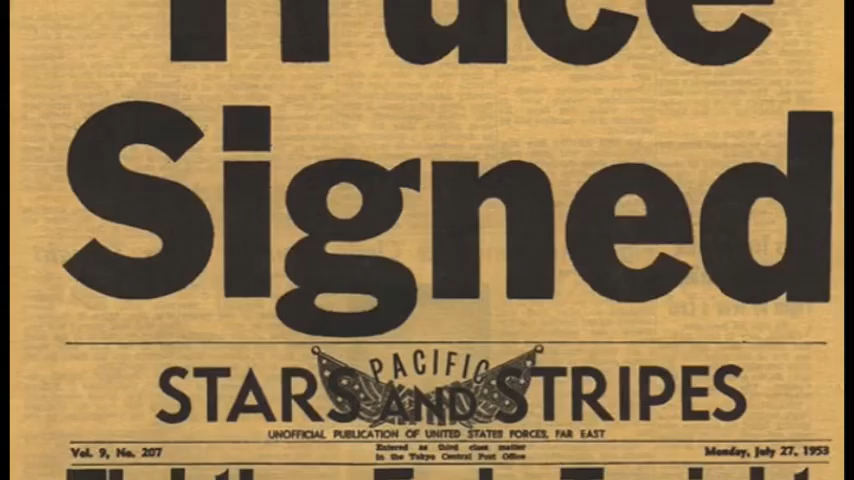 Truce
Signed
PACIFIC
STARS AND STRIPES
UNOFFICIAL PUBLICATION OF UNITED STATES FORCES, FAR EAST
Vol. 9, No. 207
Entered as third class matter
in the Tokyo Central Post Office
Monday, July 27, 1953